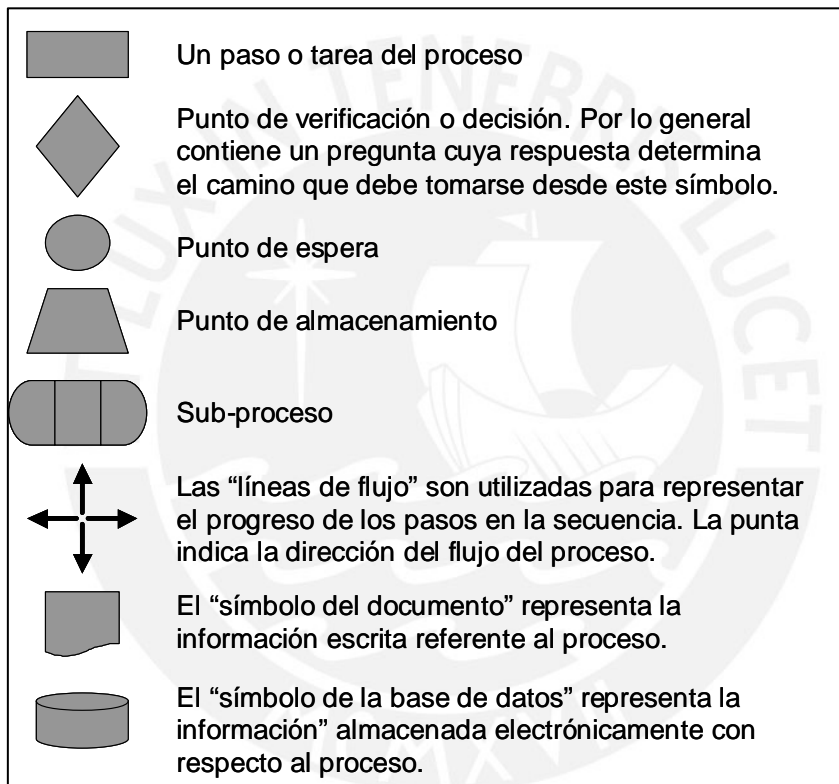 Un paso o tarea del proceso
Punto de verificación o decisión. Por lo general
contiene un pregunta cuya respuesta determina
el camino que debe tomarse desde este símbolo.
Punto de espera
Punto de almacenamiento
Sub-proceso
Las “líneas de flujo” son utilizadas para representar
el progreso de los pasos en la secuencia. La punta
indica la dirección del flujo del proceso.
El “símbolo del documento” representa la
información escrita referente al proceso.
El “símbolo de la base de datos” representa la
información” almacenada electrónicamente con
respecto al proceso.
LUX IN TENEBRIS LUCET